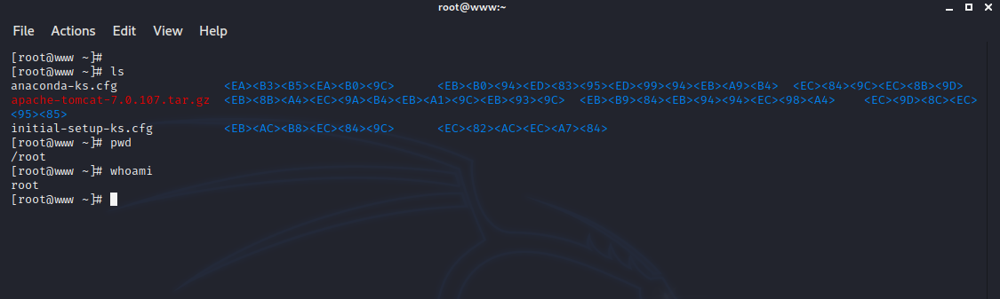 root@www:~
File Actions Edit View Help
[root@www ~]#
[root@www ~]# ls
anaconda-ks.cfg <EA><B3><B5><EA><B0><9C> <EB><B0><94><ED><83><95><ED><99><94><EB><A9><B4> <EC><84><9C><EC><8B><9D>
apache-tomcat-7.0.107.tar.gz <EB><8B><A4><EC><9A><B4><EB><A1><9C><EB><93><9C> <EB><B9><84><EB><94><94><EC><98><A4> <EC><9D><8C><EC>
<95><85>
initial-setup-ks.cfg <EB><AC><B8><EC><84><9C> <EC><82><AC><EC><A7><84>
[root@www ~]# pwd
/root
[root@www ~]# whoami
root
[root@www ~]#